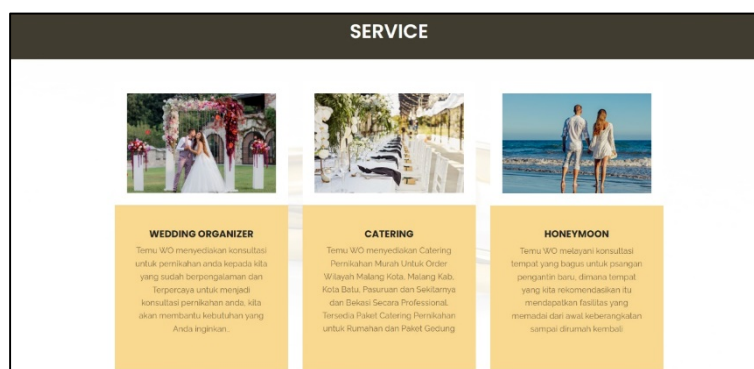 SERVICE
WEDDING ORGANIZER
Temu WO menyediakan konsultasi
untuk pernikahan anda kepada kita
yang sudah berpengalaman dan
Terpercaya untuk menjadi
konsultasi pernikahan anda, kita
akan membantu kebutuhan yang
Anda inginkan..
CATERING
Temu WO menyediakan Catering
Pernikahan Murah Untuk Order
Wilayah Malang Kota, Malang Kab,
Kota Batu, Pasuruan dan Sekitarnya
dan Bekasi Secara Professional.
Tersedia Paket Catering Pernikahan
untuk Rumahan dan Paket Gedung
HONEYMOON
Temu WO melayani konsultasi
tempat yang bagus untuk psangan
pengantin baru, dimana tempat
yang kita rekomendasikan itu
mendapatkan fasilitas yang
memadai dari awal keberangkatan
sampai dirumah kembali